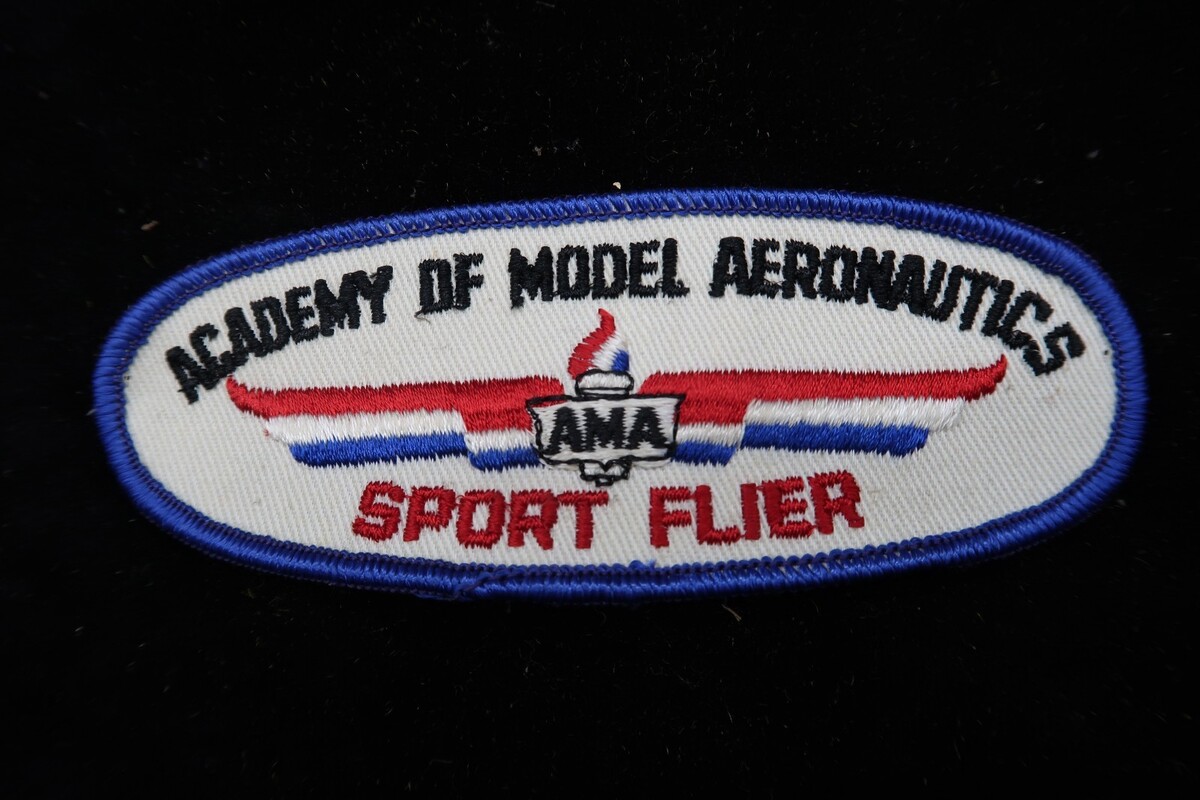 ACADEMY OF MODEL AERONAUTICS
AMA
SPORT FLIER